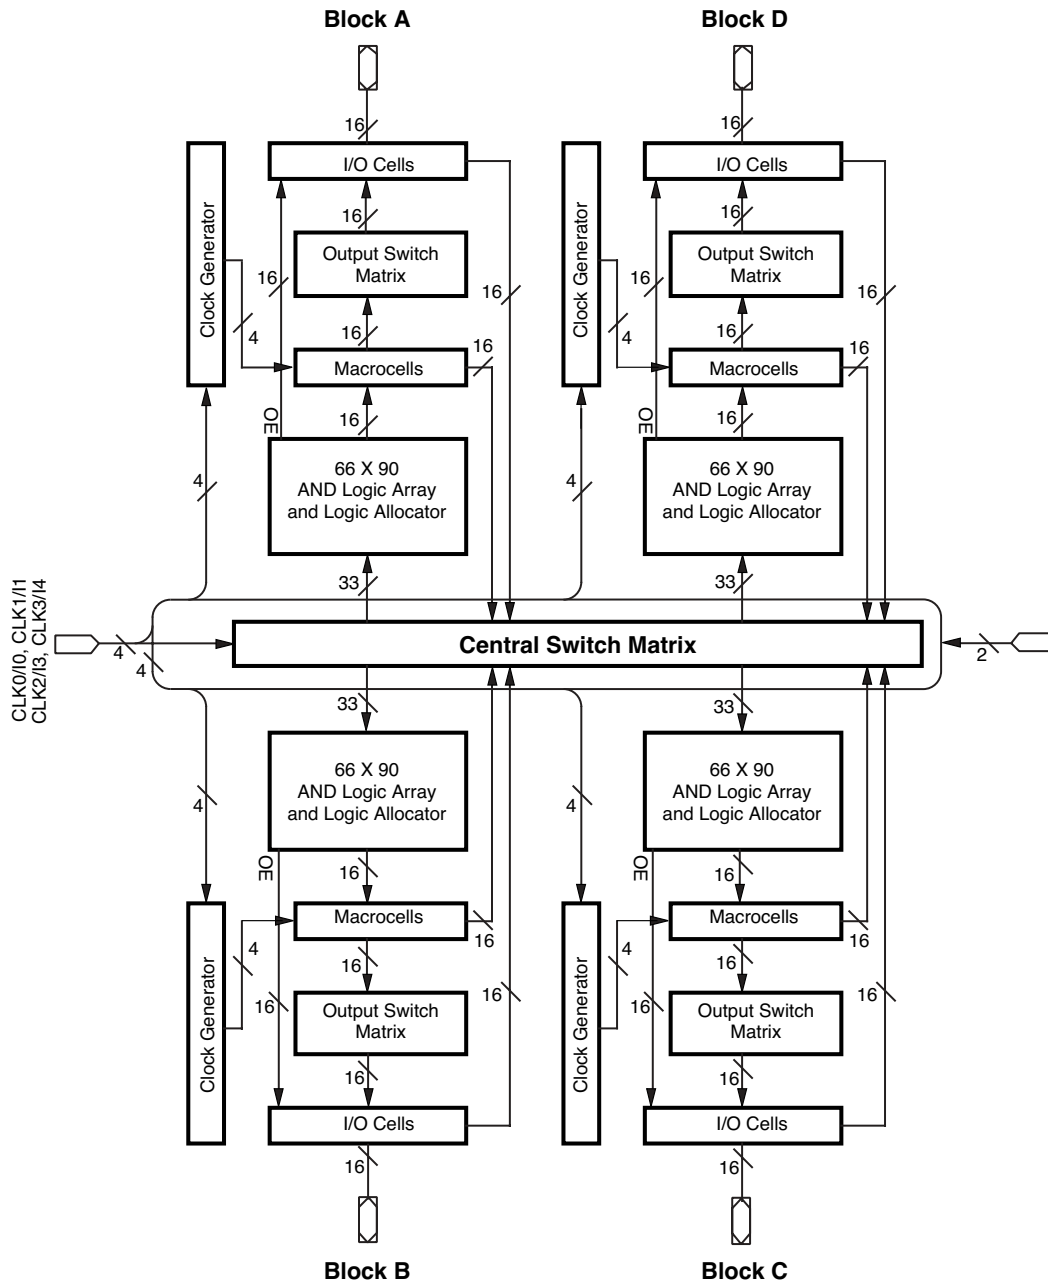 Block A
Block D
16
16
I/O Cells
I/O Cells
Clock Generator
Clock Generator
16
16
Output Switch
Matrix
Output Switch
Matrix
16
16
16
16
4
4
16
16
16
16
Macrocells
Macrocells
OE
OE
16
16
66 X 90
AND Logic Array
and Logic Allocator
66 X 90
AND Logic Array
and Logic Allocator
4
4
33
33
CLK0/I0, CLK1/I1
CLK2/I3, CLK3/I4
4
4
Central Switch Matrix
2
33
33
66 X 90
AND Logic Array
and Logic Allocator
66 X 90
AND Logic Array
and Logic Allocator
4
4
OE
OE
16
16
Macrocells
Macrocells
16
16
Clock Generator
Clock Generator
4
4
16
16
16
16
16
16
Output Switch
Matrix
Output Switch
Matrix
16
16
I/O Cells
I/O Cells
16
16
Block B
Block C